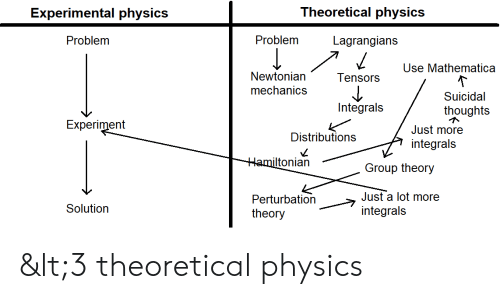 Experimental physics
Theoretical physics
Problem
Experiment
Solution
Problem
Lagrangians
Newtonian
mechanics
Tensors
Use Mathematica
Integrals
Suicidal
thoughts
Distributions
Just more
integrals
Hamiltonian
Group theory
Perturbation
theory
Just a lot more
integrals
&lt;3 theoretical physics